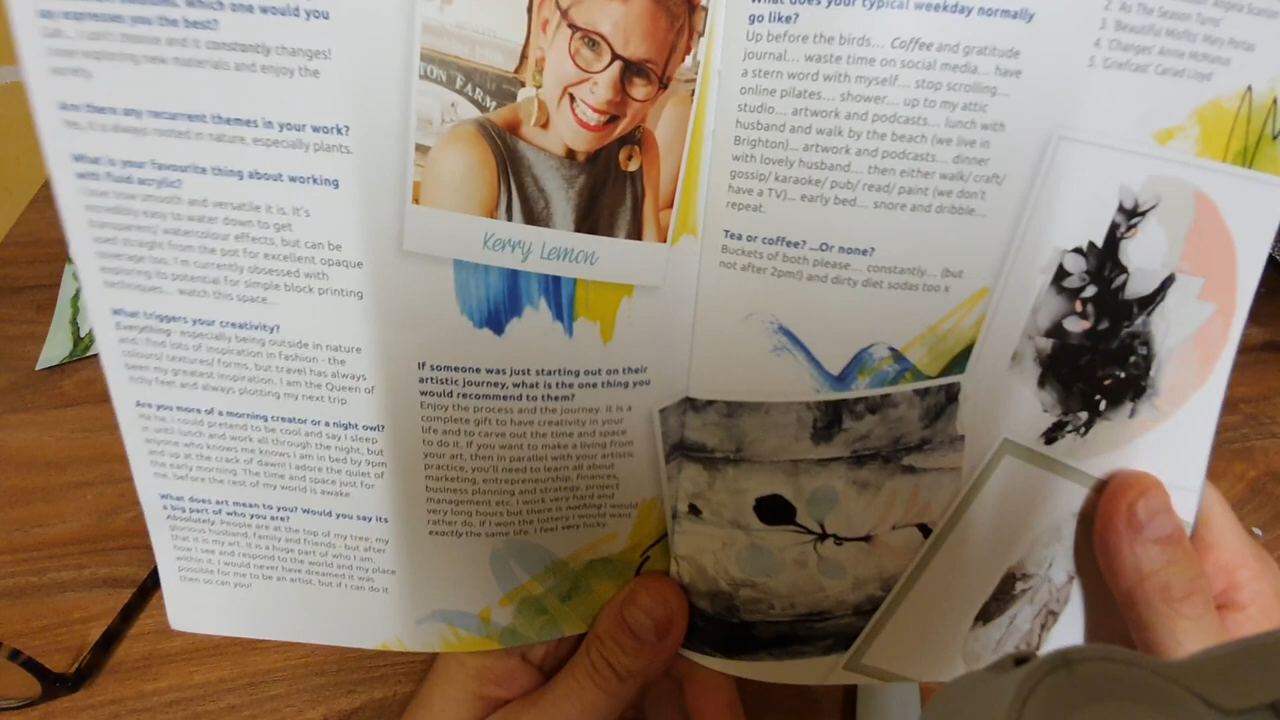 Which one would you
say expresses you the best?
and it constantly changes!
new materials and enjoy the
Are there any recurrent themes in your work?
Yes, it is always rooted in nature, especially plants.
What is your favourite thing about working
with fluid acrylic?
I love how smooth and versatile it is. It's
incredibly easy to water down to get
transparent/ watercolour effects, but can be
used straight from the pot for excellent opaque
coverage too. I'm currently obsessed with
exploring its potential for simple block printing
techniques... watch this space...
What triggers your creativity?
Everything - especially being outside in nature
and I find lots of inspiration in fashion - the
colours/ textures/ forms, but travel has always
been my greatest inspiration. I am the Queen of
itchy feet and always plotting my next trip.
Are you more of a morning creator or a night owl?
Ha ha, I could pretend to be cool and say I sleep
in until lunch and work all through the night, but
anyone who knows me knows I am in bed by 9pm
and up at the crack of dawn! I adore the quiet of
the early morning. The time and space just for
me, before the rest of my world is awake.
What does art mean to you? Would you say its
a big part of who you are?
Absolutely. People are at the top of my tree; my
glorious husband, family and friends - but after
that it is my art. It is a huge part of who I am,
how I see and respond to the world and my place
within it. I would never have dreamed it was
possible for me to be an artist, but if I can do it
then so can you!
TON FARM
Kerry Lemon
If someone was just starting out on their
artistic journey, what is the one thing you
would recommend to them?
Enjoy the process and the journey. It is a
complete gift to have creativity in your
life and to carve out the time and space
to do it. If you want to make a living from
your art, then in parallel with your artistic
practice, you'll need to learn all about
marketing, entrepreneurship, finances,
business planning and strategy, project
management etc. I work very hard and
very long hours but there is nothing I would
rather do. If I won the lottery I would want
exactly the same life. I feel very lucky.
What does your typical weekday normally
go like?
Up before the birds... Coffee and gratitude
journal... waste time on social media... have
a stern word with myself... stop scrolling...
online pilates... shower... up to my attic
studio... artwork and podcasts... lunch with
husband and walk by the beach (we live in
Brighton)... artwork and podcasts... dinner
with lovely husband.... then either walk/ craft/
gossip/ karaoke/ pub/ read/ paint (we don't
have a TV)... early bed... snore and dribble...
repeat.
Tea or coffee? ...Or none?
Buckets of both please... constantly... (but
not after 2pm!) and dirty diet sodas too x
Angela Scanlon
2. 'As The Season Turns'
3. 'Beautiful Misfits' Mary Portas
4. 'Changes' Annie McManus
5. 'Griefcast' Cariad Lloyd